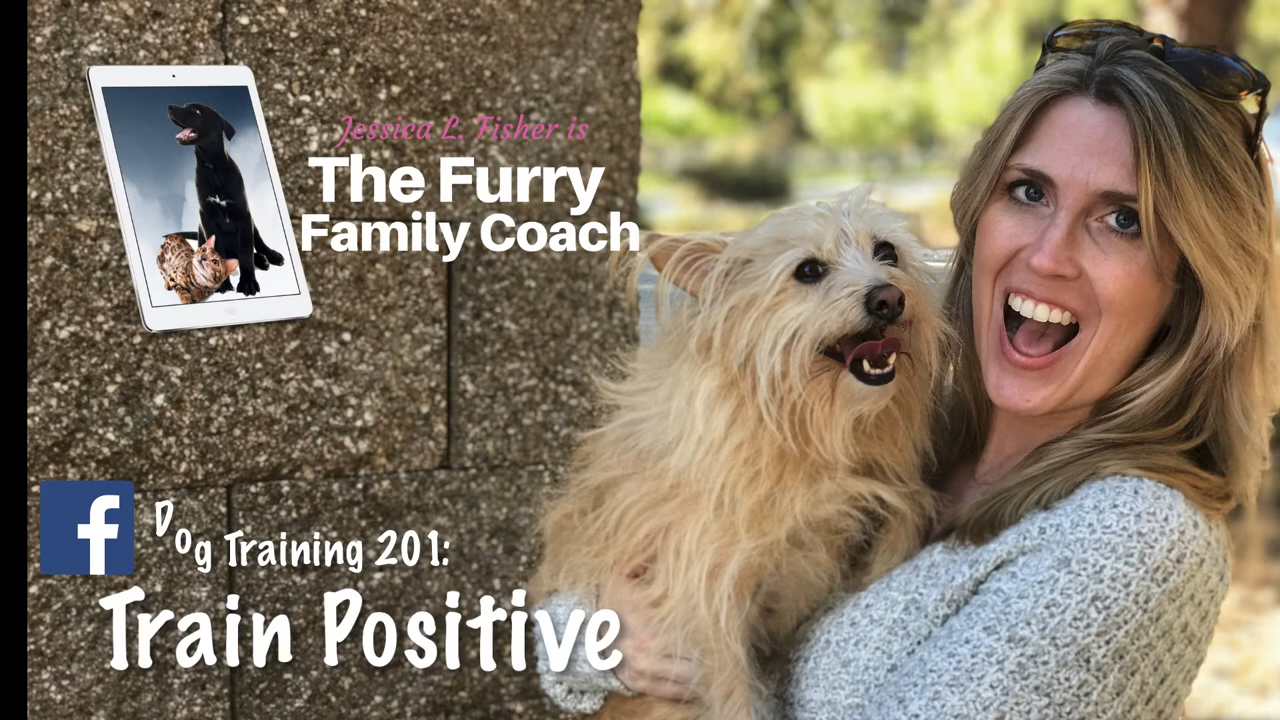 Jessica L. Fisher is
The Furry
Family Coach
f
Dog Training 201:
Train Positive